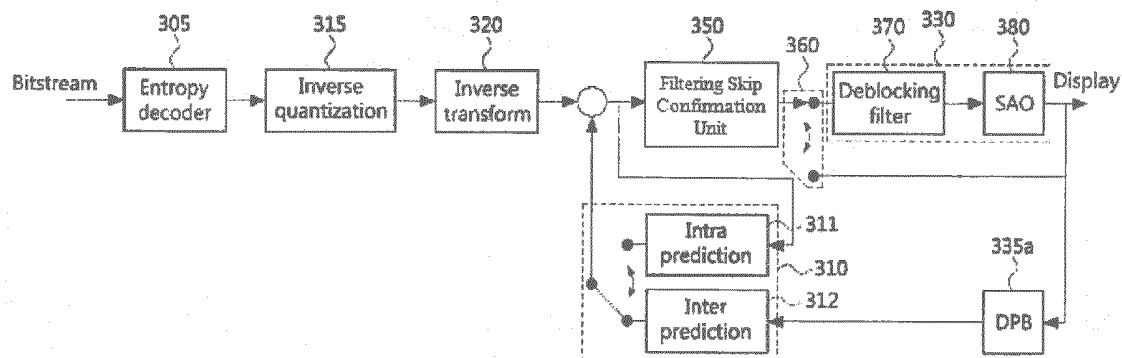 305
315
320
350
360
370
330
380
Bitstream
Entropy
decoder
Inverse
quantization
Inverse
transform
Filtering Skip
Confirmation
Unit
Deblocking
filter
SAO
Display
Intra
prediction
311
310
Inter
prediction
312
335a
DPB